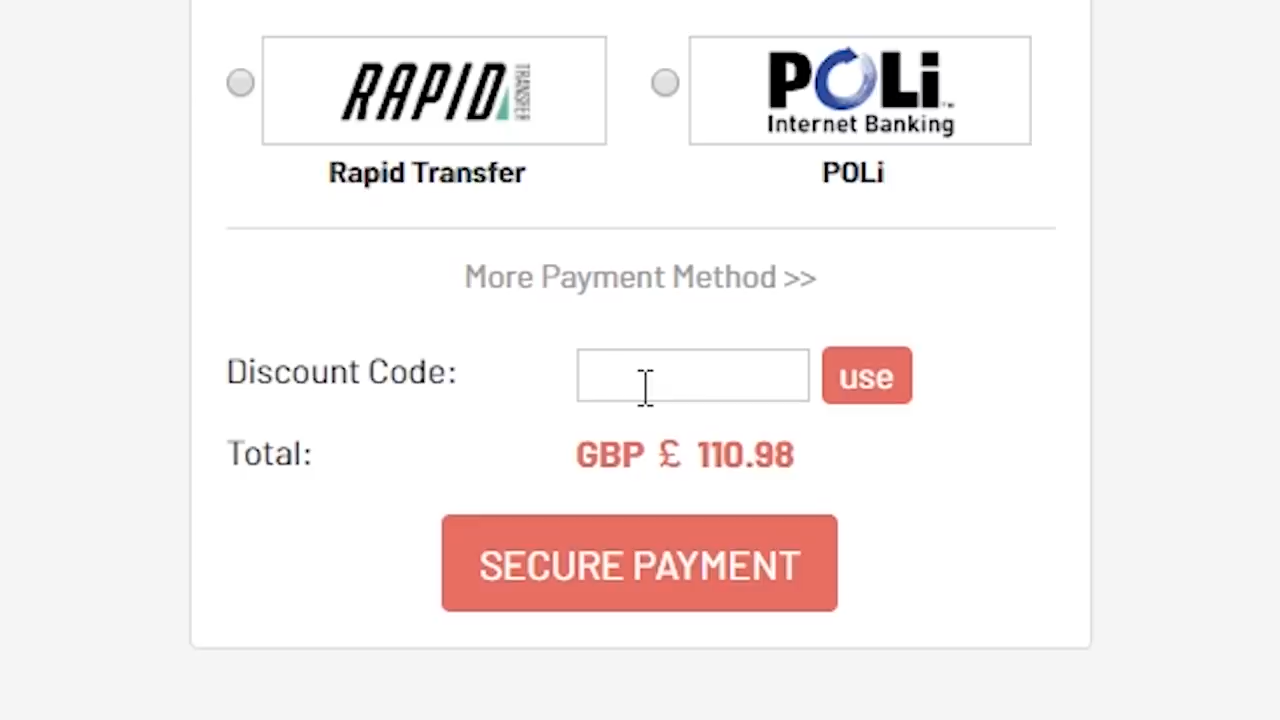 RAPID TRANSFER
POLi™
Internet Banking
Rapid Transfer
POLi
More Payment Method >>
Discount Code:
use
Total:
GBP £ 110.98
SECURE PAYMENT